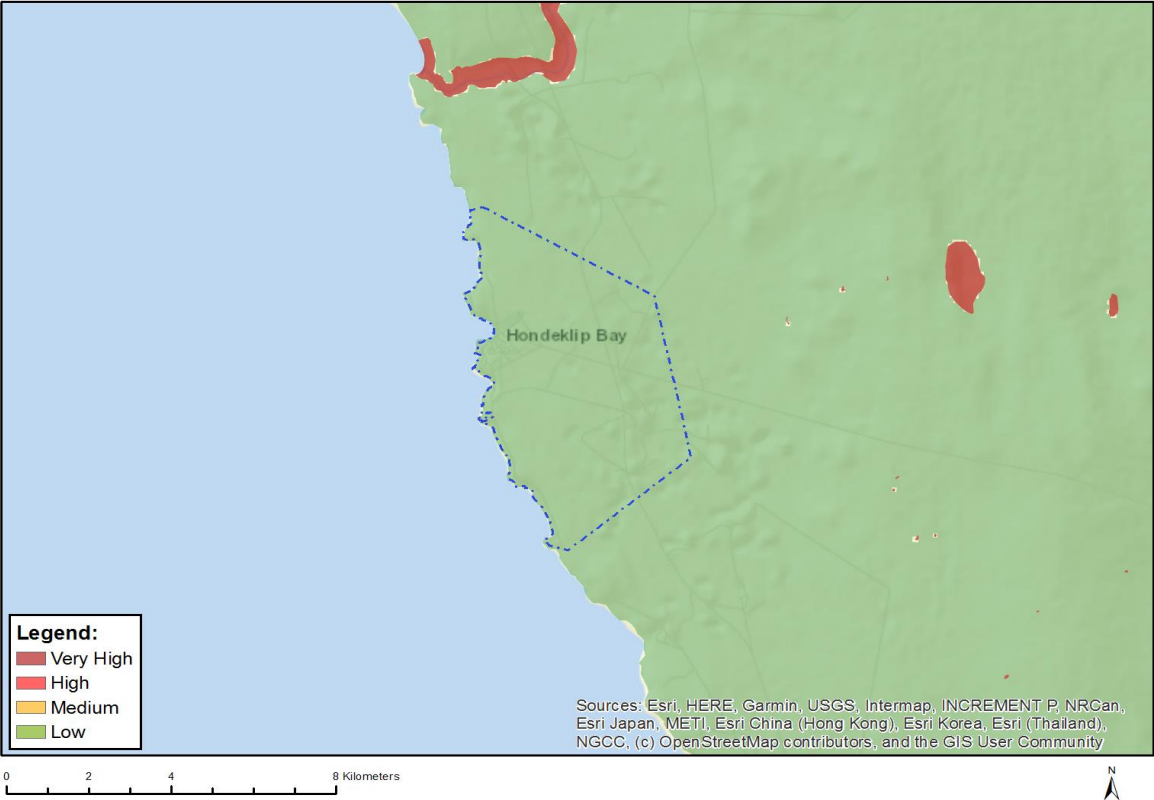 Hondeklip Bay
Legend:
Very High
High
Medium
Low
Sources: Esri, HERE, Garmin, USGS, Intermap, INCREMENT P, NRCan,
Esri Japan, METI, Esri China (Hong Kong), Esri Korea, Esri (Thailand),
NGCC, (c) OpenStreetMap contributors, and the GIS User Community
0 2 4 8 Kilometers
N